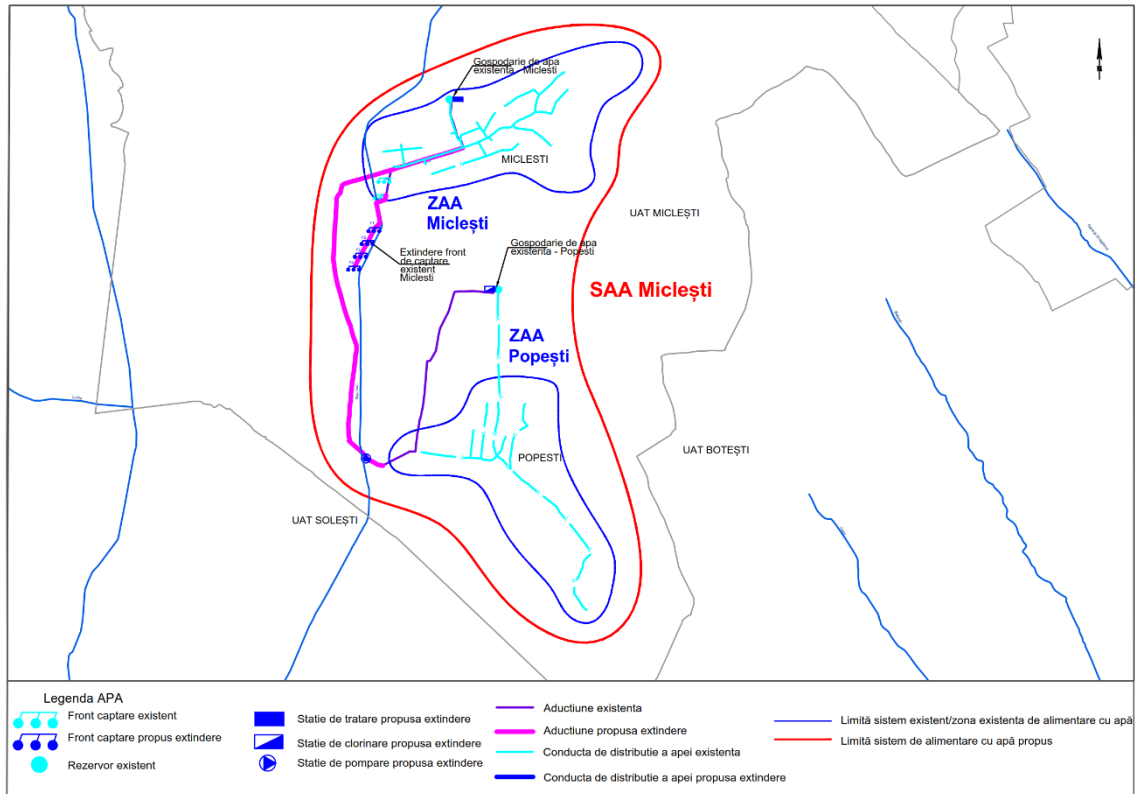 Gospodarie de apa
existenta - Miclești
MICLESTI
ZAA
Miclești
UAT MICLEȘTI
Gospodarie de apa
existenta - Popesti
Extindere front
de captare
existent
Miclesti
SAA Miclești
ZAA
Popești
UAT BOTEȘTI
POPESTI
UAT SOLEȘTI
Legenda APA
Front captare existent
Front captare propus extindere
Rezervor existent
Statie de tratare propusa extindere
Statie de clorinare propusa extindere
Statie de pompare propusa extindere
Aductiune existenta
Aductiune propusa extindere
Conducta de distributie a apei existenta
Conducta de distributie a apei propusa extindere
Limită sistem existent/zona existenta de alimentare cu apă
Limită sistem de alimentare cu apă propus